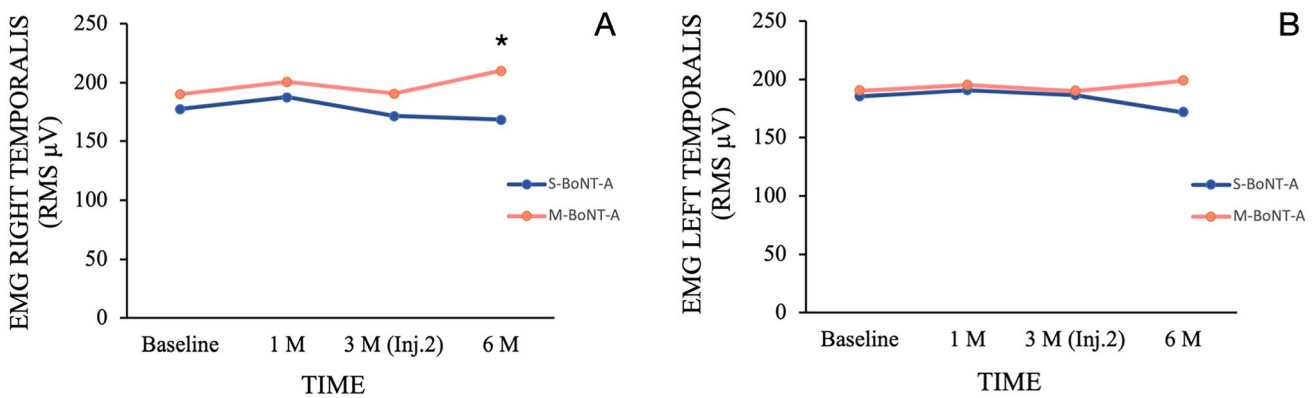 A
EMG RIGHT TEMPORALIS
(RMS µV)
250
200
150
100
50
0
*
S-BoNT-A
M-BoNT-A
Baseline 1 M 3 M (Inj.2) 6 M
TIME
B
EMG LEFT TEMPORALIS
(RMS µV)
250
200
150
100
50
0
S-BoNT-A
M-BoNT-A
Baseline 1 M 3 M (Inj.2) 6 M
TIME